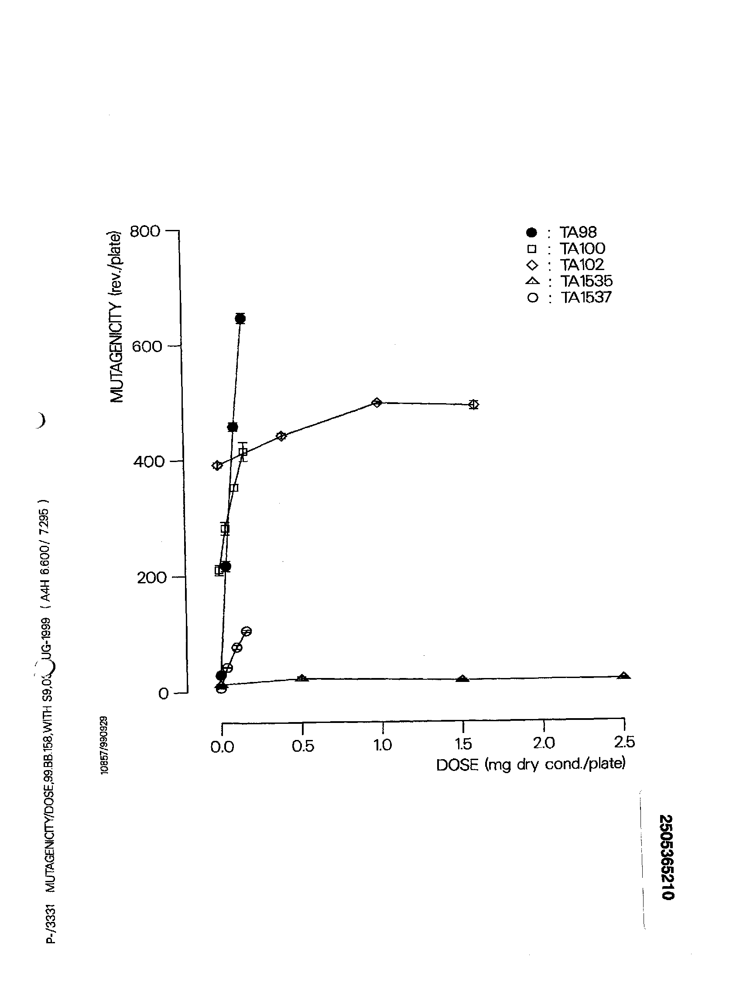 800
600
400
200
0
MUTAGENICITY (rev./plate)
● : TA98
□ : TA100
◇ : TA102
△ : TA1535
○ : TA1537
0.0 0.5 1.0 1.5 2.0 2.5
DOSE (mg dry cond./plate)
P-/3331 MUTAGENICITY/DOSE,99.BB.158,WITH S9,0 UG-1999 ( A4H 6.600/ 7.295 )
10857/990929
2505365210